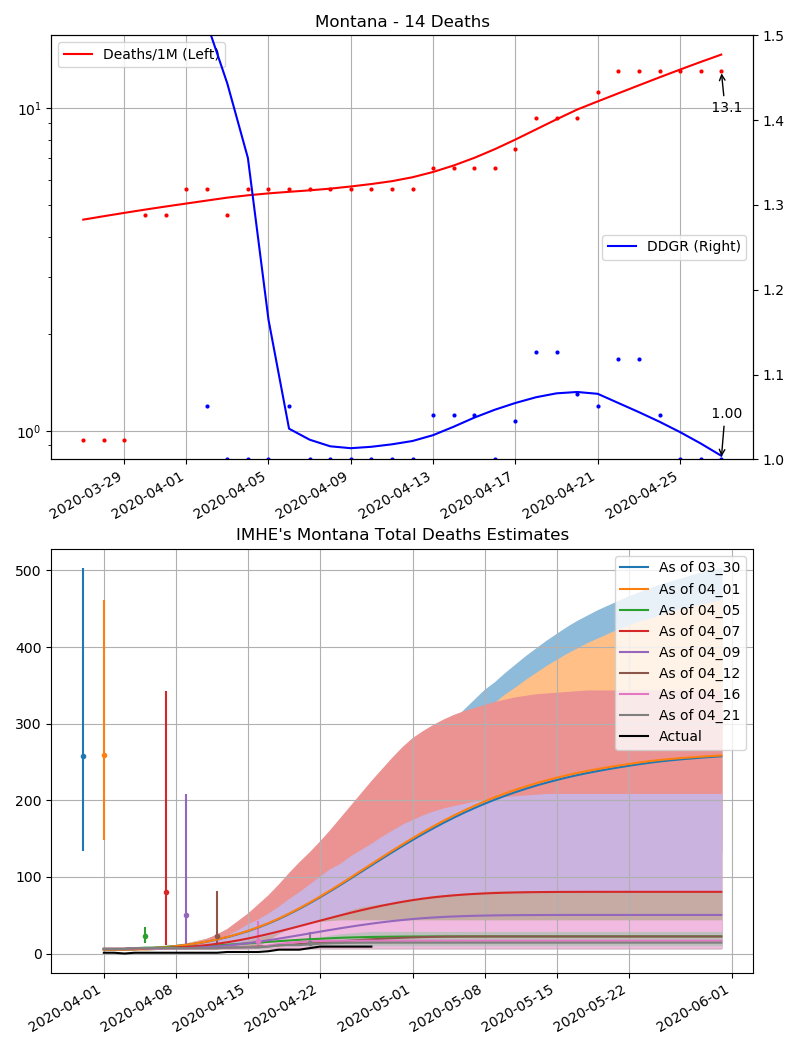 Montana - 14 Deaths
Deaths/1M (Left)
DDGR (Right)
13.1
1.00
10^1
10^0
1.5
1.4
1.3
1.2
1.1
1.0
2020-03-29 2020-04-01 2020-04-05 2020-04-09 2020-04-13 2020-04-17 2020-04-21 2020-04-25
IMHE's Montana Total Deaths Estimates
As of 03_30
As of 04_01
As of 04_05
As of 04_07
As of 04_09
As of 04_12
As of 04_16
As of 04_21
Actual
500
400
300
200
100
0
2020-04-01 2020-04-08 2020-04-15 2020-04-22 2020-05-01 2020-05-08 2020-05-15 2020-05-22 2020-06-01